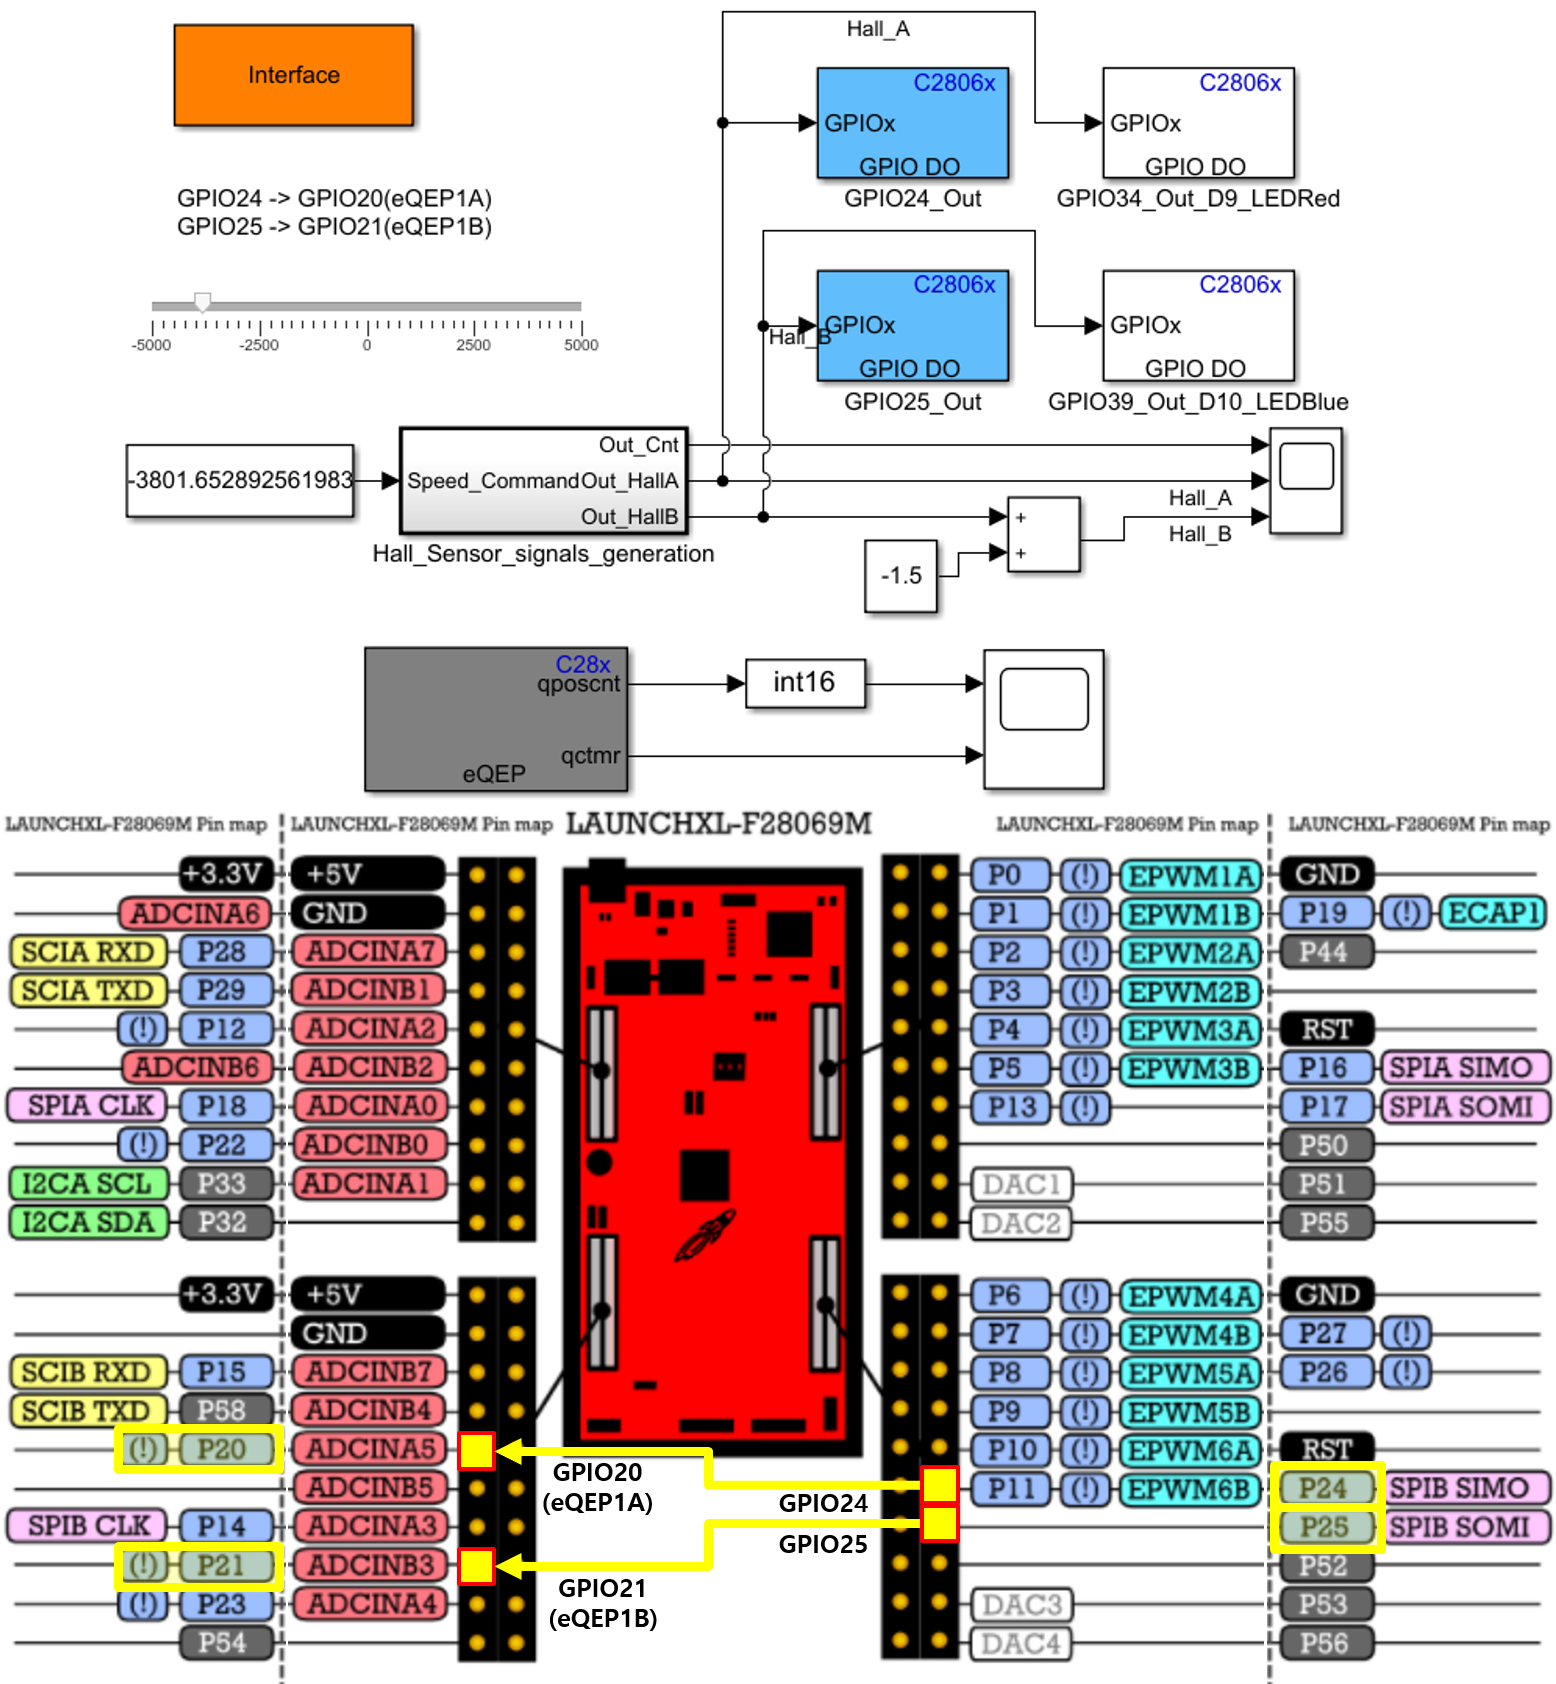 Interface
GPIO24 -> GPIO20(eQEP1A)
GPIO25 -> GPIO21(eQEP1B)
-5000 -2500 0 2500 5000
Hall_A
C2806x
GPIOx
GPIO DO
GPIO24_Out
C2806x
GPIOx
GPIO DO
GPIO34_Out_D9_LEDRed
C2806x
GPIOx
Hall_B
GPIO DO
GPIO25_Out
C2806x
GPIOx
GPIO DO
GPIO39_Out_D10_LEDBlue
-3801.652892561983
Out_Cnt
Speed_Command Out_HallA
Out_HallB
Hall_Sensor_signals_generation
-1.5
+
+
Hall_A
Hall_B
C28x
qposcnt
qctmr
eQEP
int16
LAUNCHXL-F28069M Pin map LAUNCHXL-F28069M Pin map LAUNCHXL-F28069M LAUNCHXL-F28069M Pin map LAUNCHXL-F28069M Pin map
+3.3V +5V P0 (!) EPWM1A GND
ADCINA6 GND P1 (!) EPWM1B P19 (!) ECAP1
SCIA RXD P28 ADCINA7 P2 (!) EPWM2A P44
SCIA TXD P29 ADCINB1 P3 (!) EPWM2B
(!) P12 ADCINA2 P4 (!) EPWM3A RST
ADCINB6 ADCINB2 P5 (!) EPWM3B P16 SPIA SIMO
SPIA CLK P18 ADCINA0 P13 (!) P17 SPIA SOMI
(!) P22 ADCINB0 P50
I2CA SCL P33 ADCINA1 DAC1 P51
I2CA SDA P32 DAC2 P55
+3.3V +5V P6 (!) EPWM4A GND
GND P7 (!) EPWM4B P27 (!)
SCIB RXD P15 ADCINB7 P8 (!) EPWM5A P26 (!)
SCIB TXD P58 ADCINB4 P9 (!) EPWM5B
(!) P20 ADCINA5 P10 (!) EPWM6A RST
GPIO20
(eQEP1A)
ADCINB5 GPIO24 P11 (!) EPWM6B P24 SPIB SIMO
SPIB CLK P14 ADCINA3 GPIO25 P25 SPIB SOMI
(!) P21 ADCINB3 P52
GPIO21
(eQEP1B)
(!) P23 ADCINA4 DAC3 P53
P54 DAC4 P56